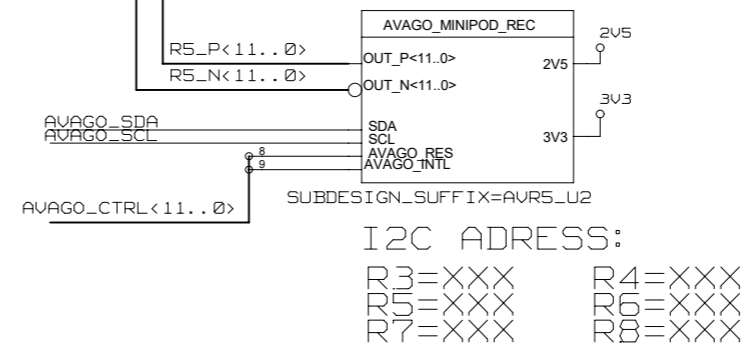 AVAGO_MINIPOD_REC
2V5
R5_P<11..0>
OUT_P<11..0>
2V5
R5_N<11..0>
OUT_N<11..0>
3V3
AVAGO_SDA
SDA
3V3
AVAGO_SCL
SCL
8
AVAGO_RES
9
AVAGO_INTL
SUBDESIGN_SUFFIX=AVR5_U2
AVAGO_CTRL<11..0>
I2C ADRESS:
R3=XXX R4=XXX
R5=XXX R6=XXX
R7=XXX R8=XXX